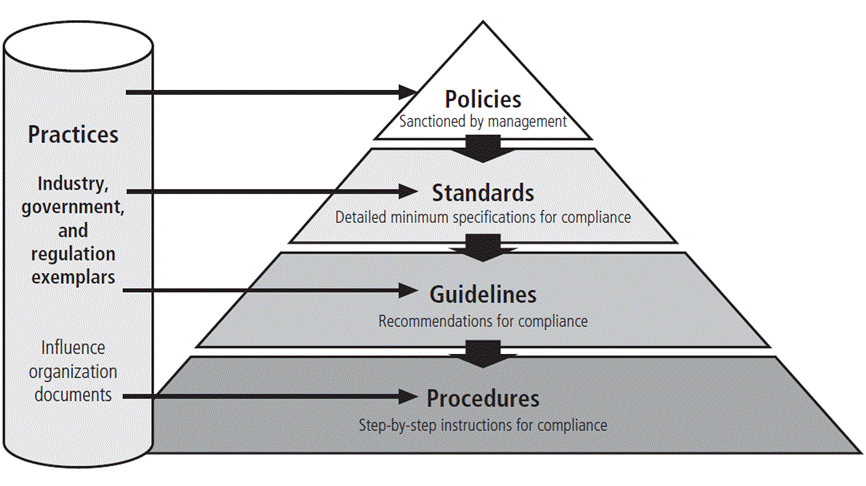 Practices
Industry,
government,
and
regulation
exemplars
Influence
organization
documents
Policies
Sanctioned by management
Standards
Detailed minimum specifications for compliance
Guidelines
Recommendations for compliance
Procedures
Step-by-step instructions for compliance